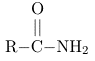 O
||
R–C–NH₂